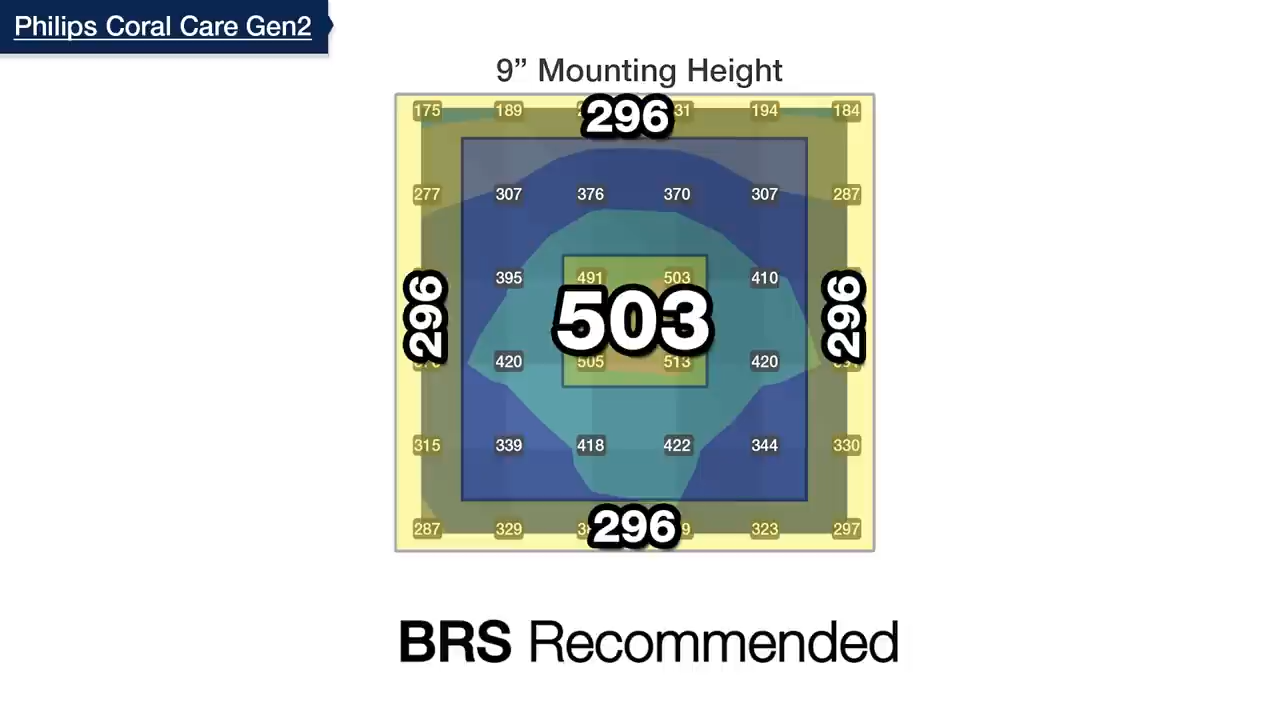 Philips Coral Care Gen2
9” Mounting Height
175 189 296 31 194 184
277 307 376 370 307 287
395 491 503 410
296 503 296
420 505 513 420
315 339 418 422 344 330
287 329 296 323 297
BRS Recommended